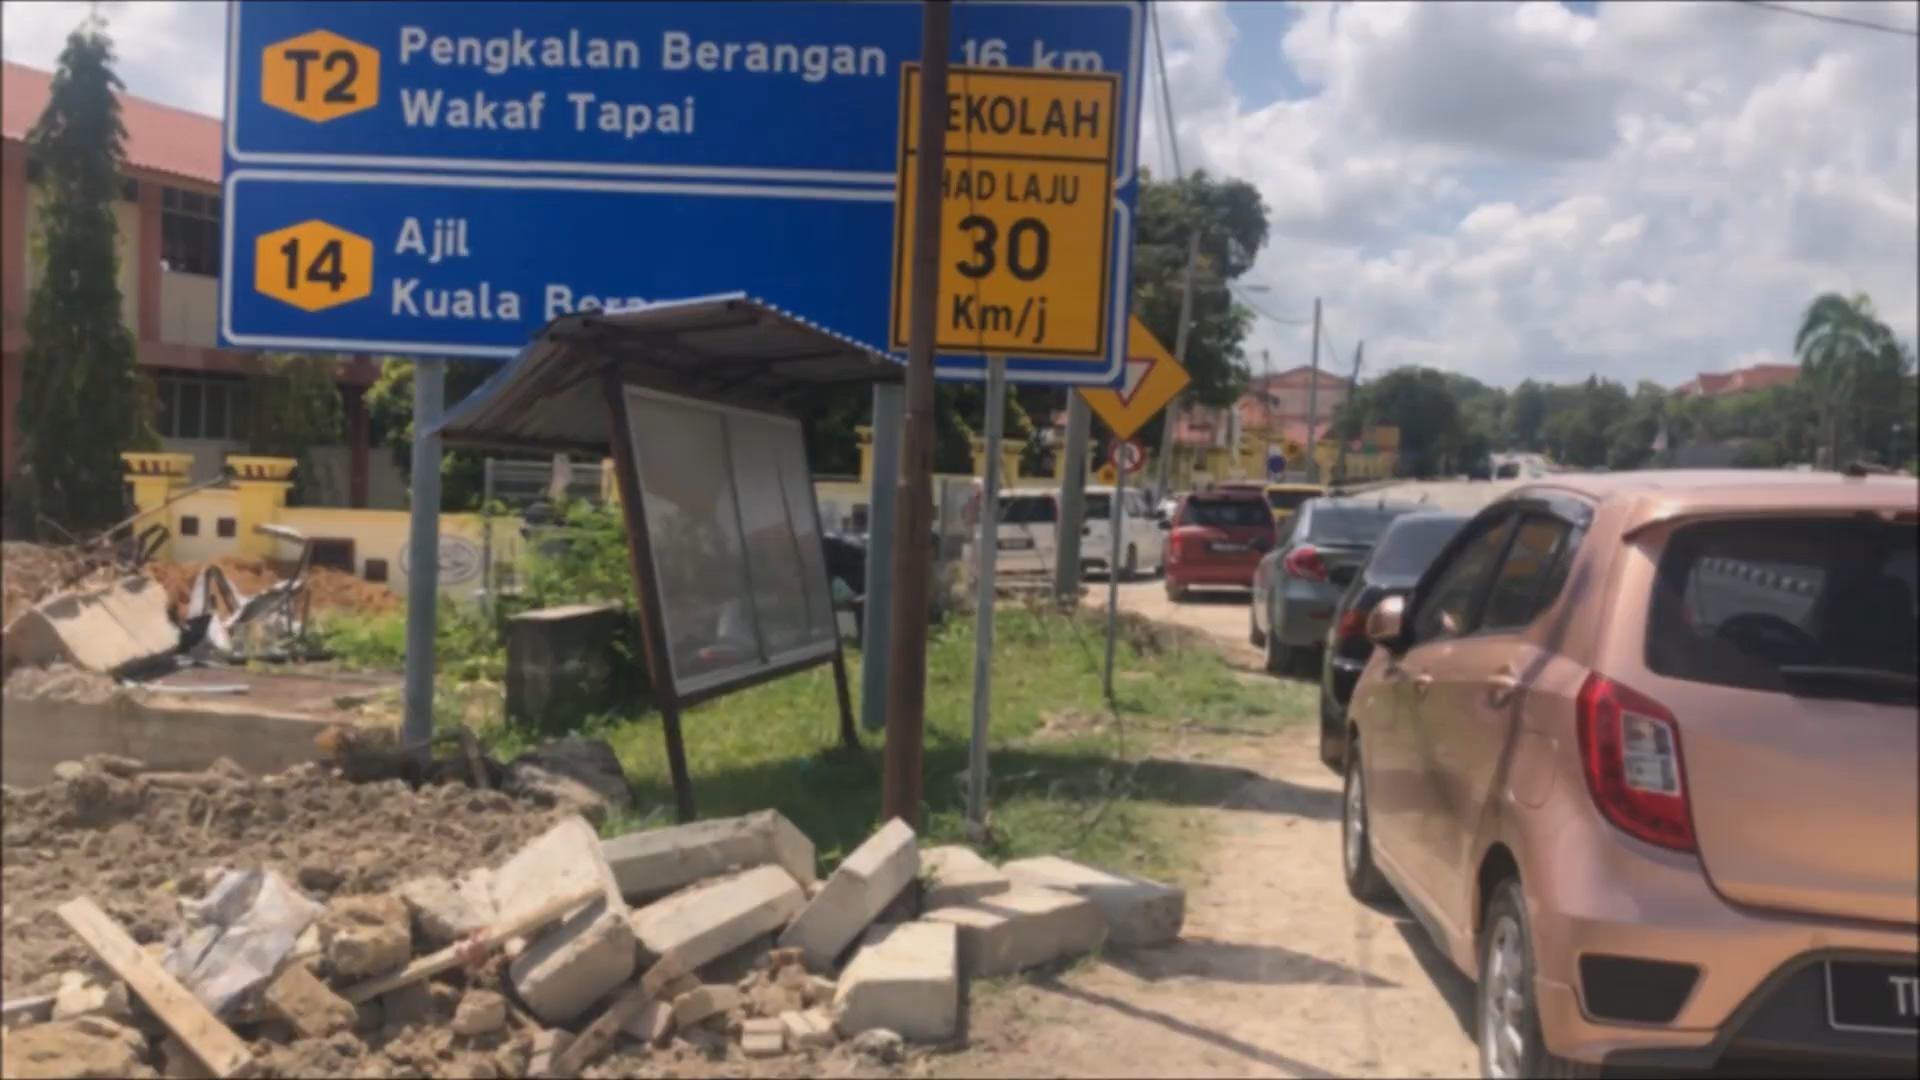 T2
Pengkalan Berangan 16 km
Wakaf Tapai
14
Ajil
Kuala
EKOLAH
HAD LAJU
30
Km/j